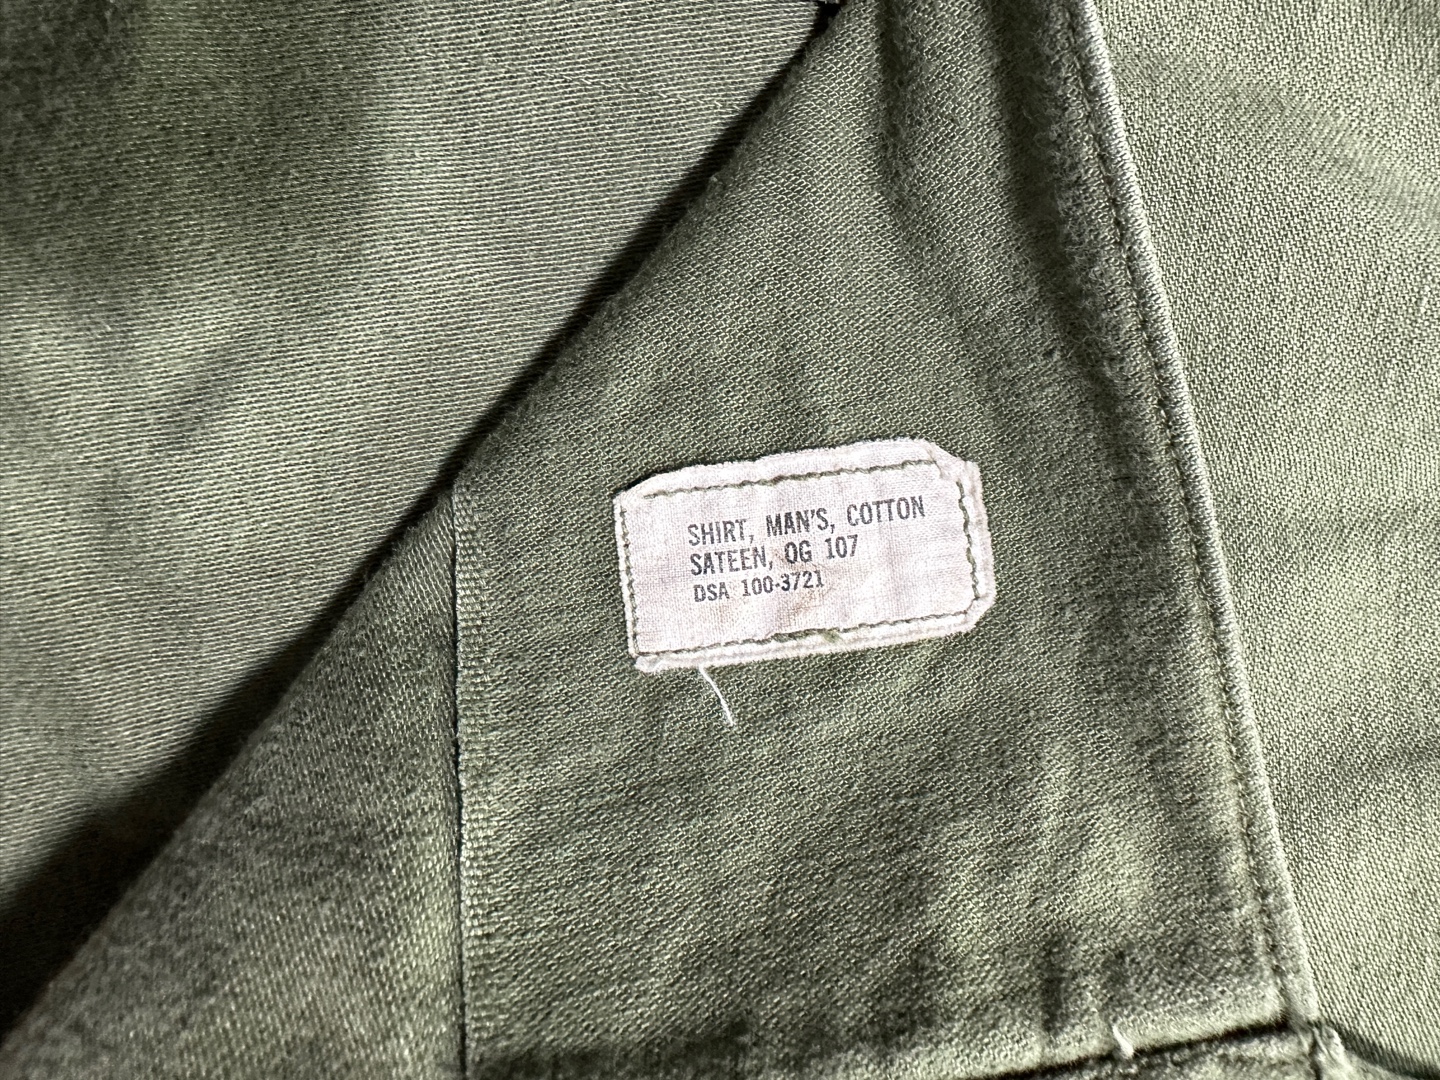 SHIRT, MAN'S, COTTON
SATEEN, OG 107
DSA 100-3721